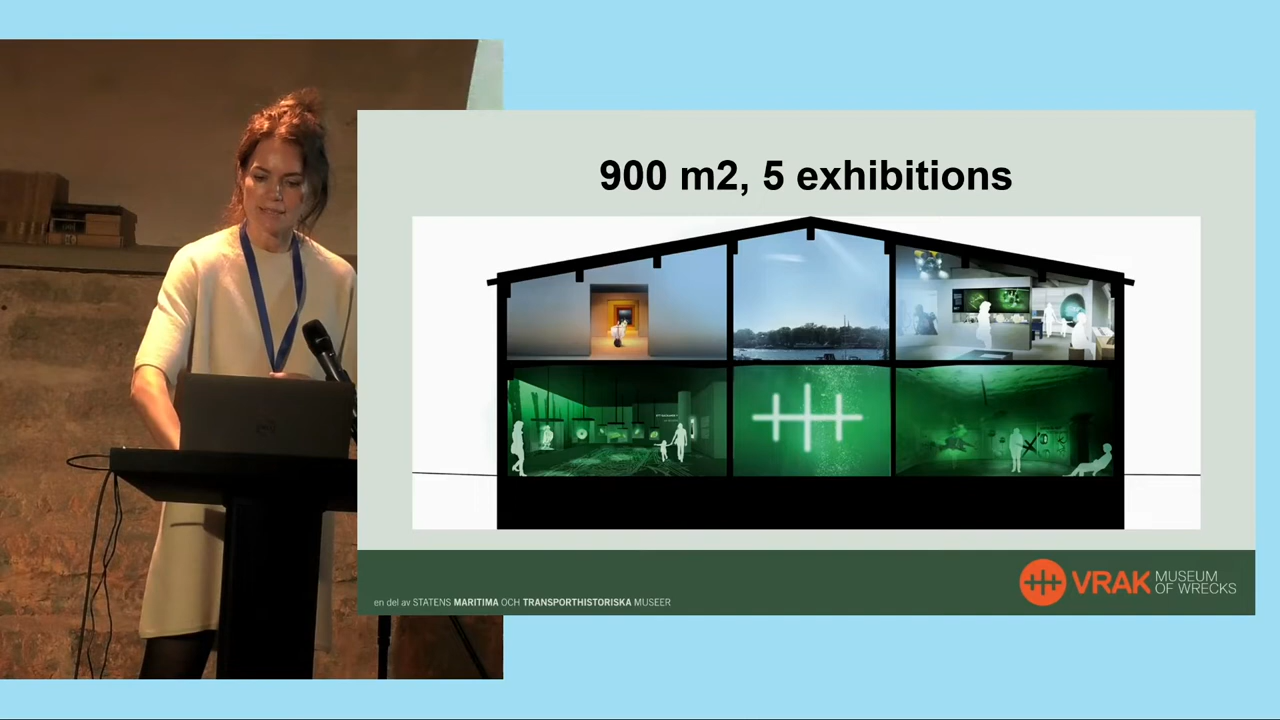 900 m2, 5 exhibitions
en del av STATENS MARITIMA OCH TRANSPORTHISTORISKA MUSEER
VRAK MUSEUM
OF WRECKS